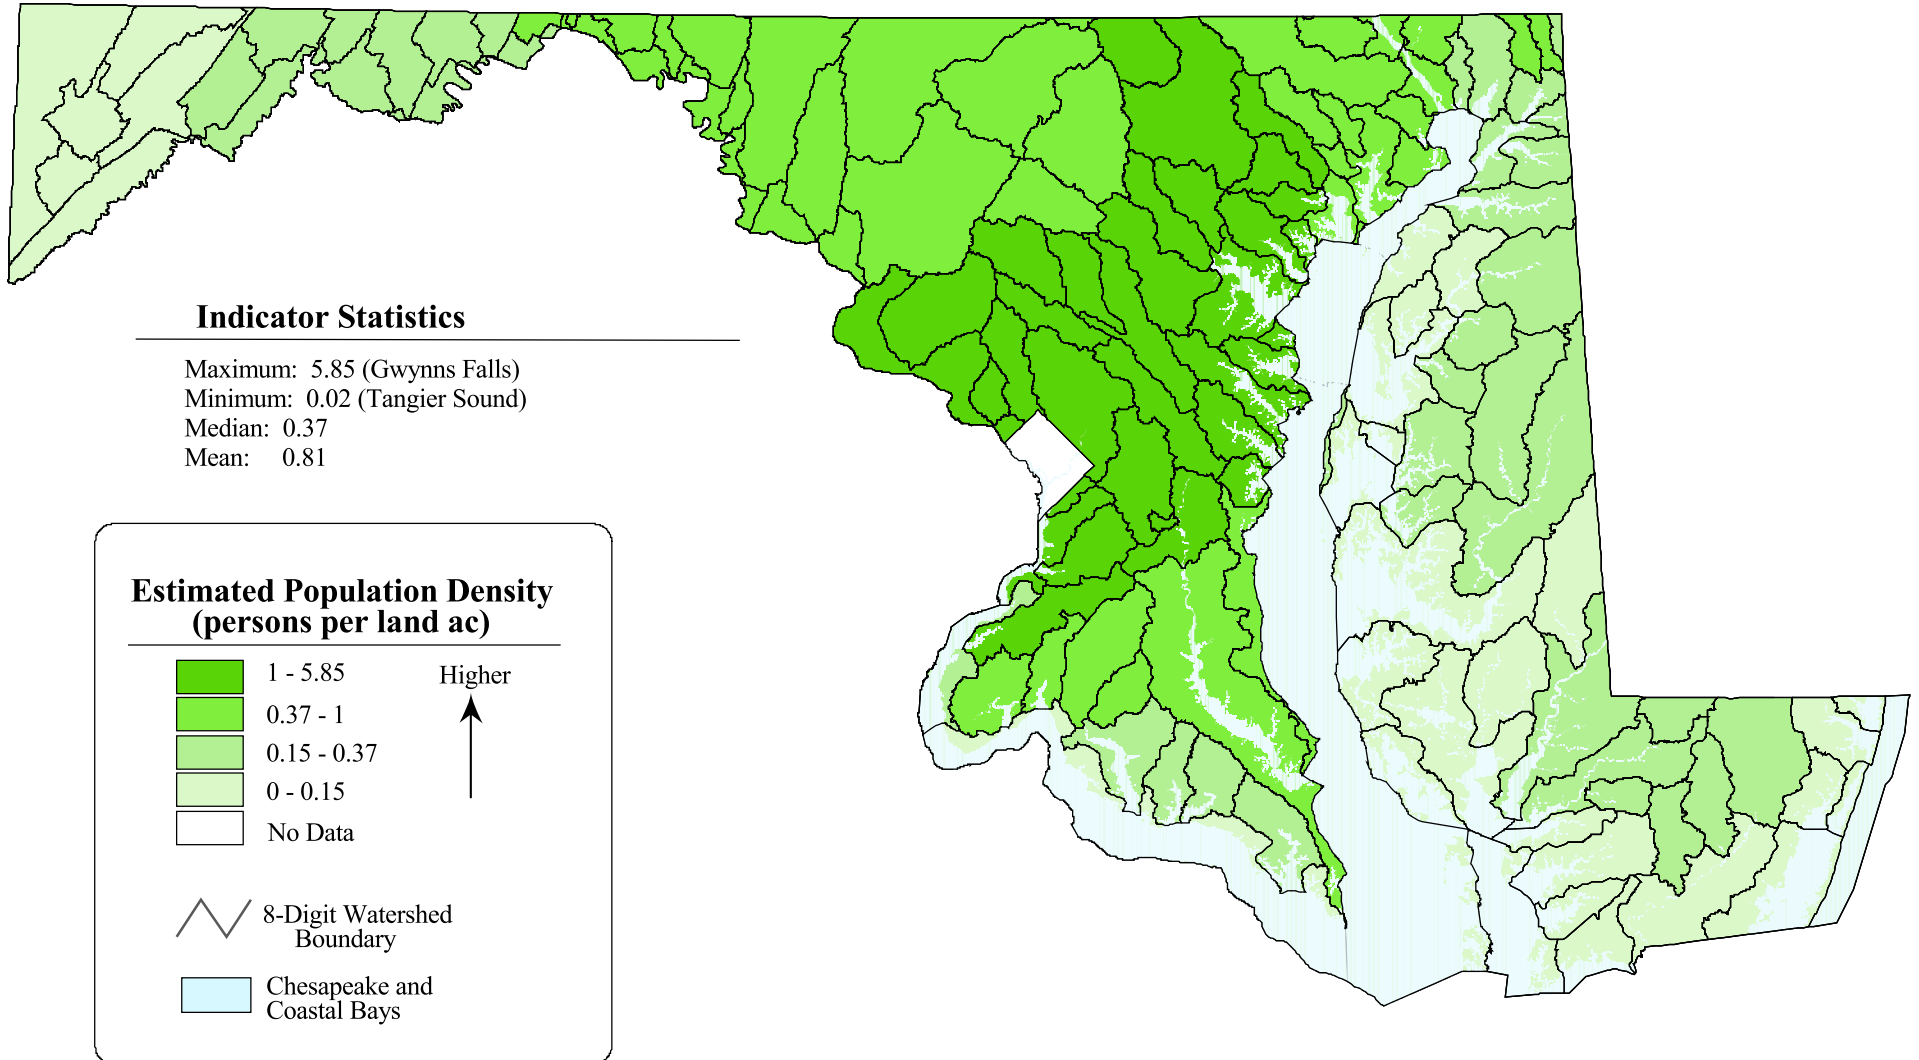 Indicator Statistics
Maximum: 5.85 (Gwynns Falls)
Minimum: 0.02 (Tangier Sound)
Median: 0.37
Mean: 0.81
Estimated Population Density
(persons per land ac)
1 - 5.85
Higher
0.37 - 1
0.15 - 0.37
0 - 0.15
No Data
8-Digit Watershed
Boundary
Chesapeake and
Coastal Bays